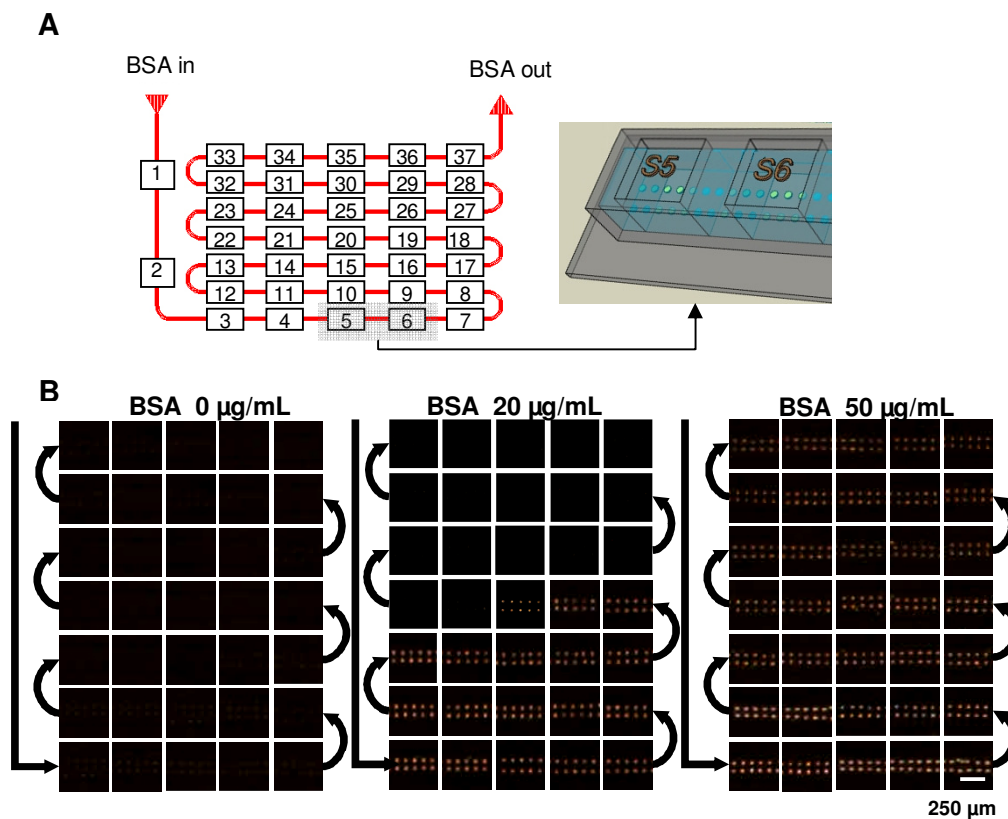 A
BSA in
BSA out
33 34 35 36 37
1
32 31 30 29 28
23 24 25 26 27
22 21 20 19 18
2
13 14 15 16 17
12 11 10 9 8
3 4 5 6 7
S5 S6
B
BSA 0 µg/mL
BSA 20 µg/mL
BSA 50 µg/mL
250 µm